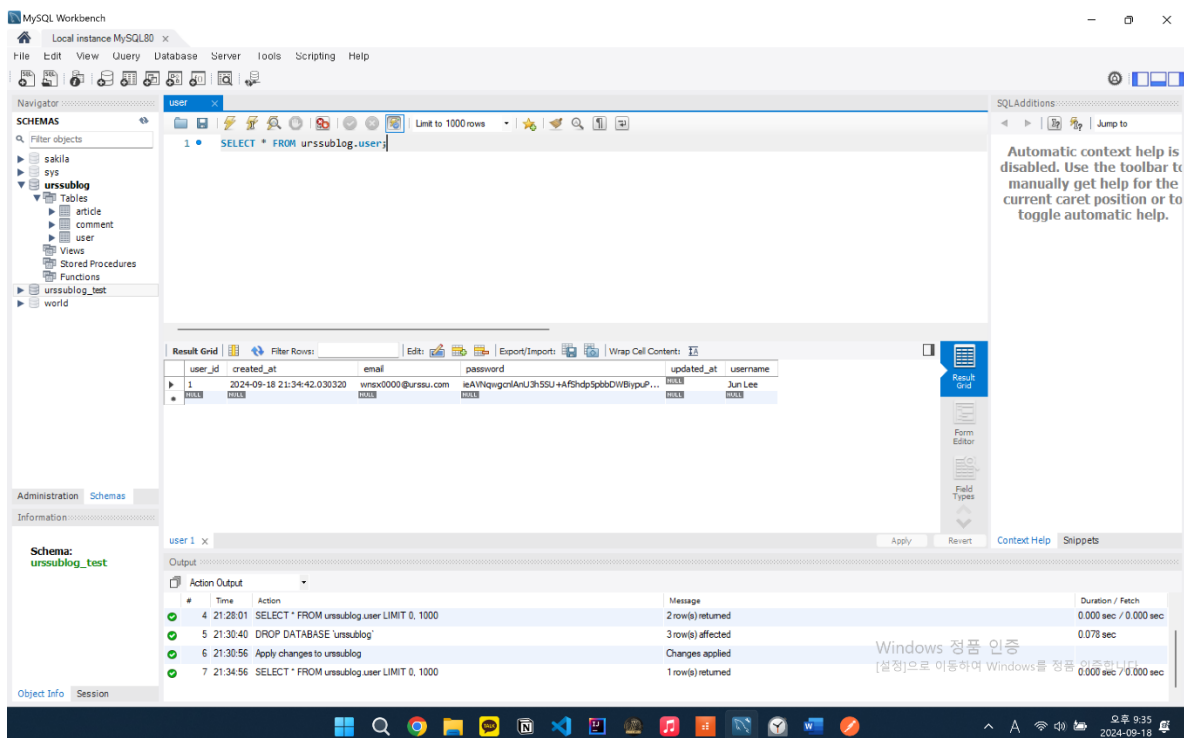 MySQL Workbench
Local instance MySQL80
File Edit View Query Database Server Tools Scripting Help
Navigator
SCHEMAS
Filter objects
sakila
sys
urssublog
Tables
article
comment
user
Views
Stored Procedures
Functions
urssublog_test
world
Administration Schemas
Information
Schema:
urssublog_test
Object Info Session
user
Limit to 1000 rows
1 SELECT * FROM urssublog.user;
Result Grid Filter Rows: Edit: Export/Import: Wrap Cell Content:
user_id created_at email password updated_at username
1 2024-09-18 21:34:42.030320 wnsx0000@urssu.com NULL Jun Lee
NULL NULL NULL NULL NULL NULL
Result
Grid
Form
Editor
Field
Types
user 1 Apply Revert
SQLAdditions
Jump to
Automatic context help is
disabled. Use the toolbar to
manually get help for the
current caret position or to
toggle automatic help.
Context Help Snippets
Output
Action Output
# Time Action Message Duration / Fetch
4 21:28:01 SELECT * FROM urssublog.user LIMIT 0, 1000 2 row(s) returned 0.000 sec / 0.000 sec
5 21:30:40 DROP DATABASE `urssublog` 3 row(s) affected 0.078 sec
6 21:30:56 Apply changes to urssublog Changes applied
7 21:34:56 SELECT * FROM urssublog.user LIMIT 0, 1000 1 row(s) returned 0.000 sec / 0.000 sec
Windows 정품 인증
[설정]으로 이동하여 Windows를 정품 인증합니다.
A 오후 9:35
2024-09-18